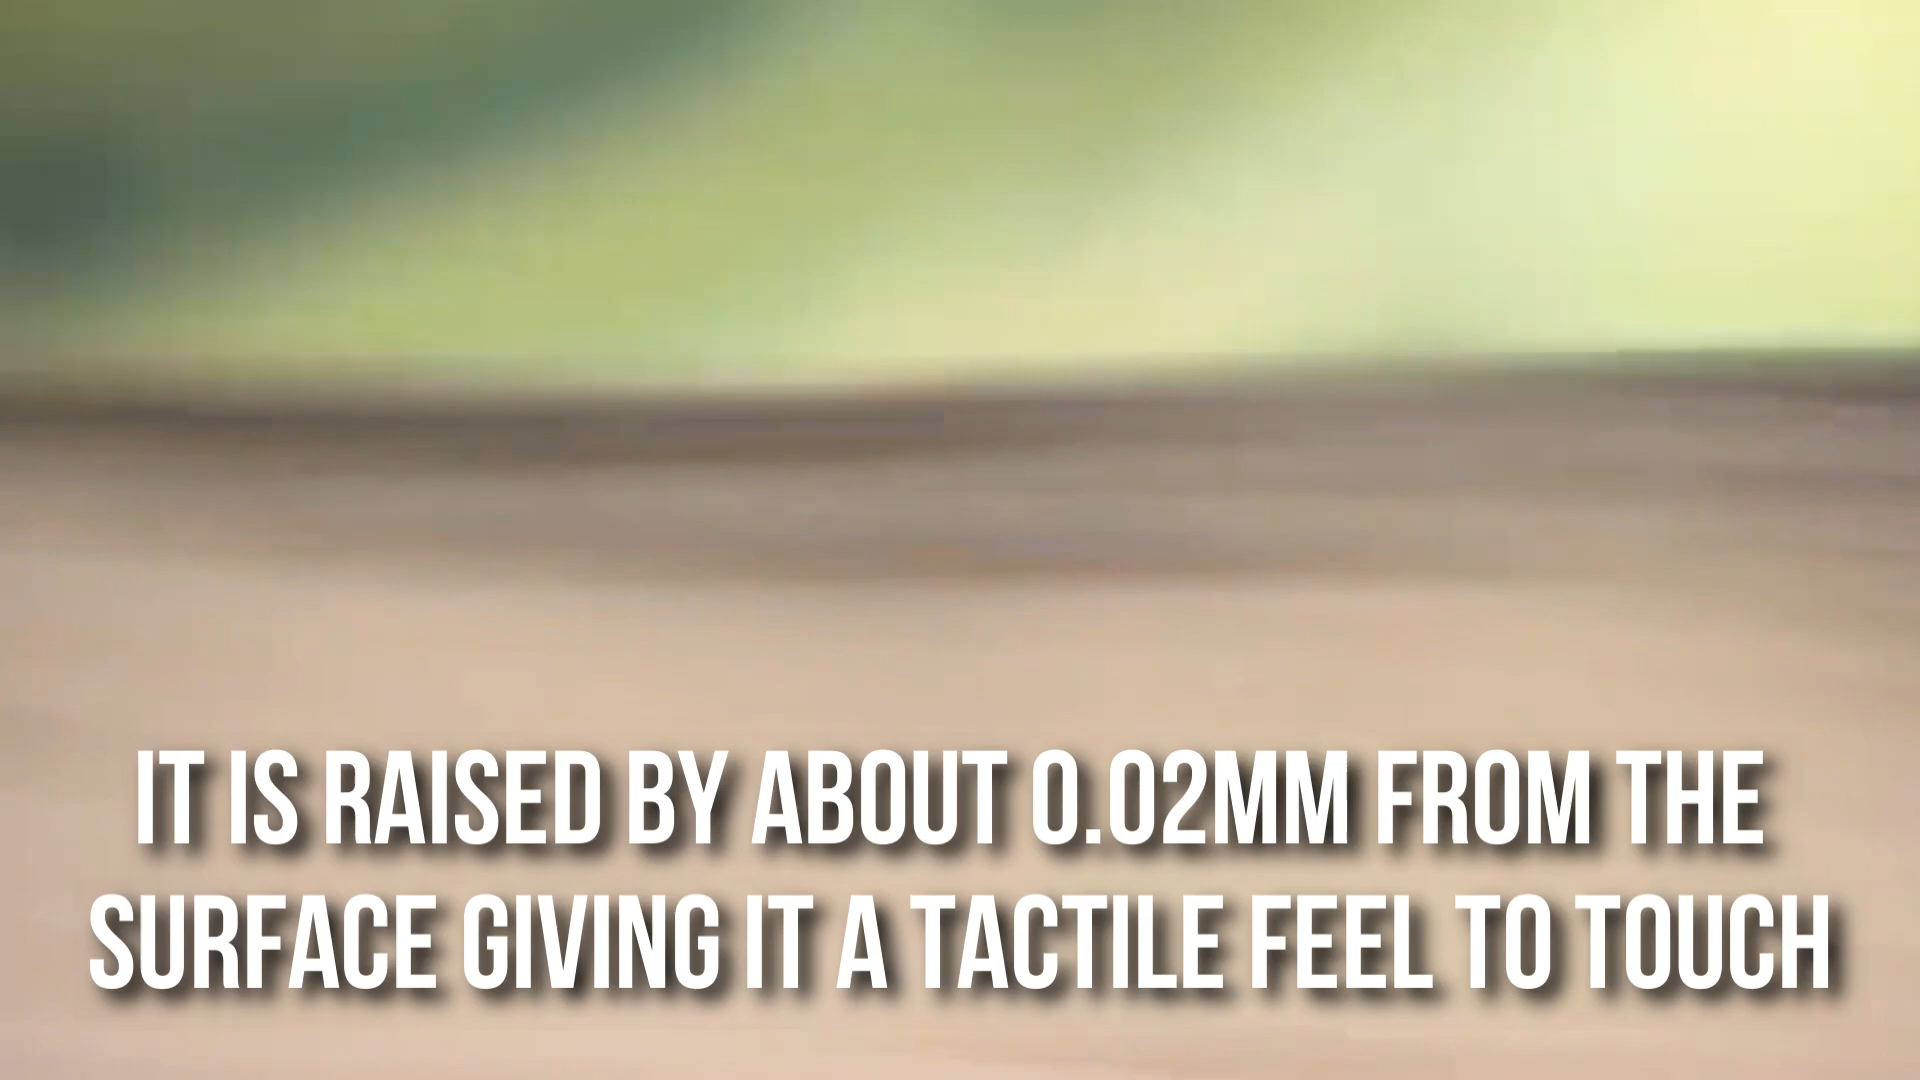 IT IS RAISED BY ABOUT 0.02MM FROM THE
SURFACE GIVING IT A TACTILE FEEL TO TOUCH